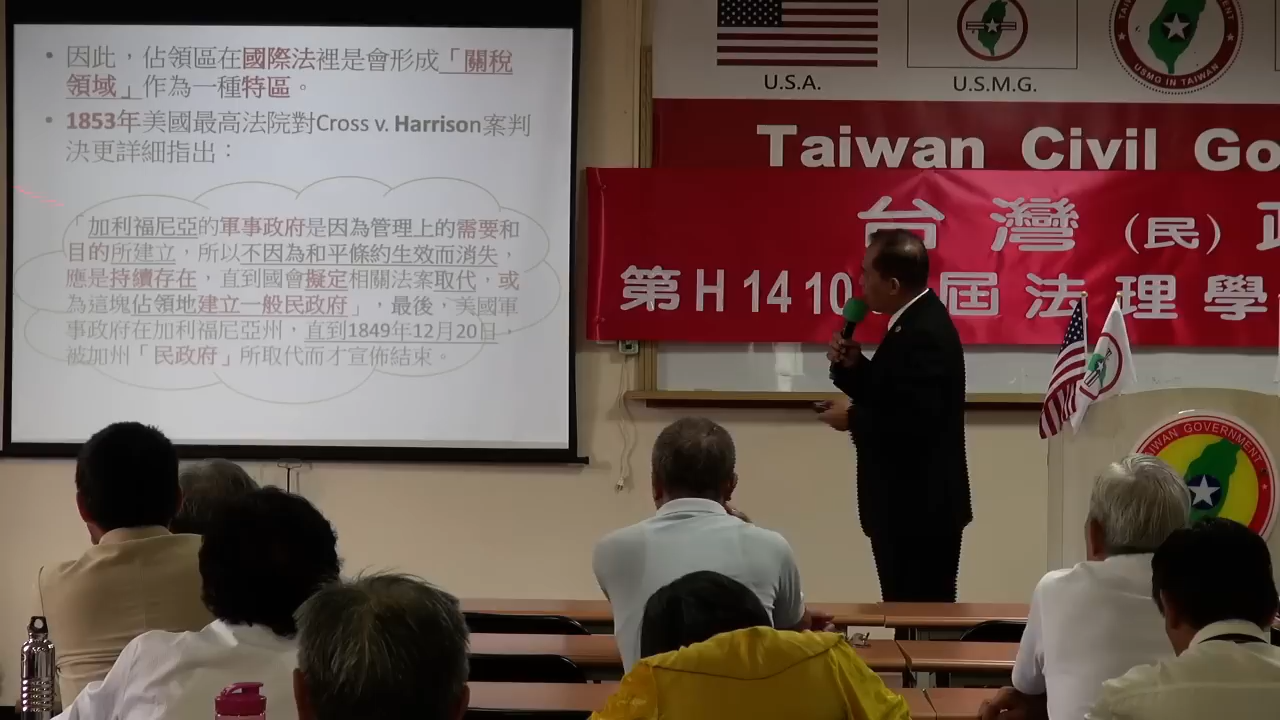 • 因此，佔領區在國際法裡是會形成「關稅
領域」作為一種特區。
• 1853年美國最高法院對Cross v. Harrison案判
決更詳細指出：
「加利福尼亞的軍事政府是因為管理上的需要和
目的所建立，所以不因為和平條約生效而消失，
應是持續存在，直到國會擬定相關法案取代，或
為這塊佔領地建立一般民政府」，最後，美國軍
事政府在加利福尼亞州，直到1849年12月20日，
被加州「民政府」所取代而才宣佈結束。
U.S.A.
U.S.M.G.
USMG IN TAIWAN
Taiwan Civil Go
台灣（民）政
第H1410 屆法理學
TAIWAN GOVERNMENT